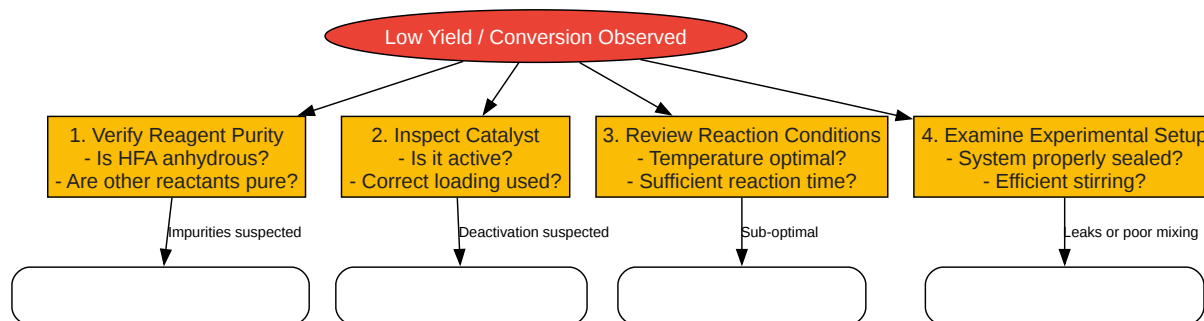 Low Yield / Conversion Observed
1. Verify Reagent Purity
- Is HFA anhydrous?
- Are other reactants pure?
2. Inspect Catalyst
- Is it active?
- Correct loading used?
3. Review Reaction Conditions
- Temperature optimal?
- Sufficient reaction time?
4. Examine Experimental Setup
- System properly sealed?
- Efficient stirring?
Impurities suspected
Deactivation suspected
Sub-optimal
Leaks or poor mixing